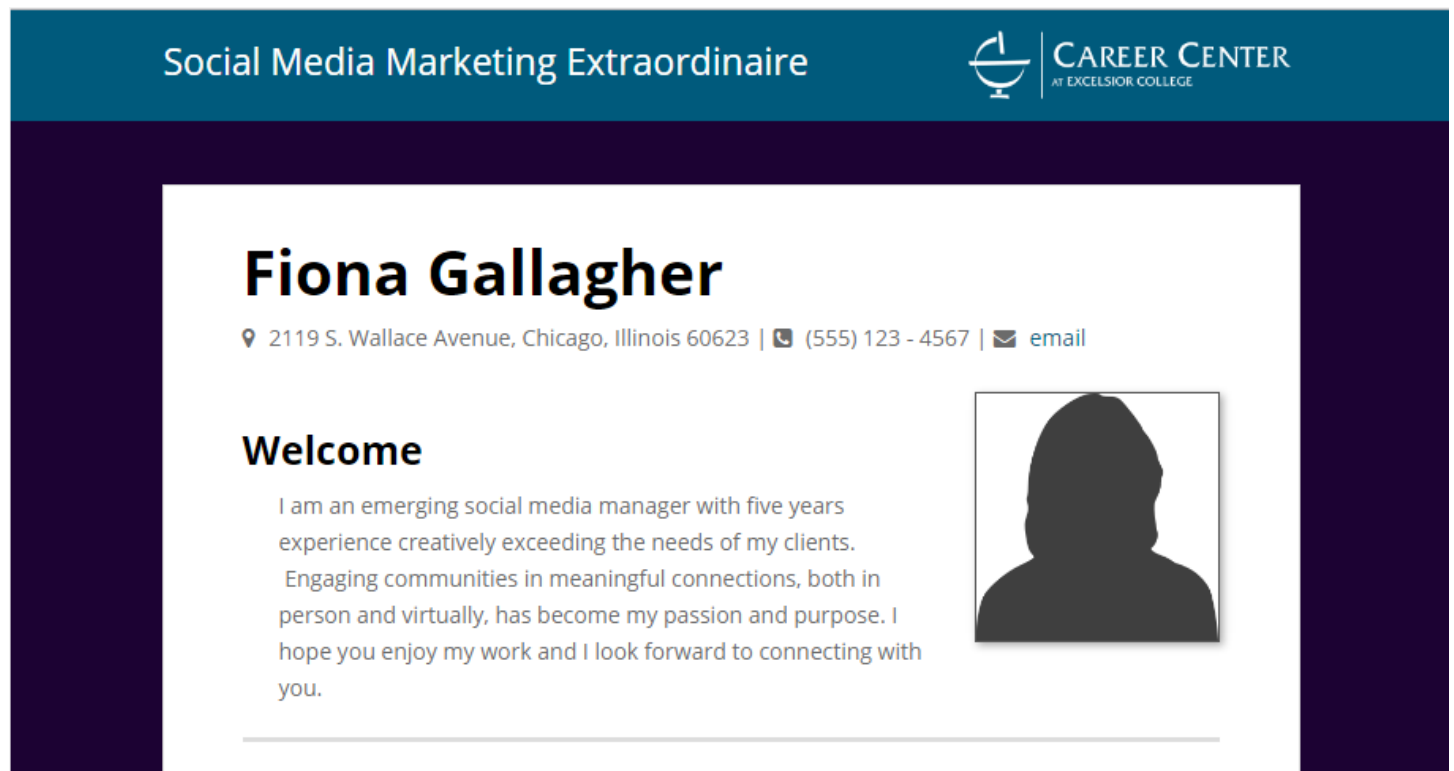 Social Media Marketing Extraordinaire
CAREER CENTER
AT EXCELSIOR COLLEGE
Fiona Gallagher
2119 S. Wallace Avenue, Chicago, Illinois 60623 | (555) 123 - 4567 | email
Welcome
I am an emerging social media manager with five years
experience creatively exceeding the needs of my clients.
Engaging communities in meaningful connections, both in
person and virtually, has become my passion and purpose. I
hope you enjoy my work and I look forward to connecting with
you.